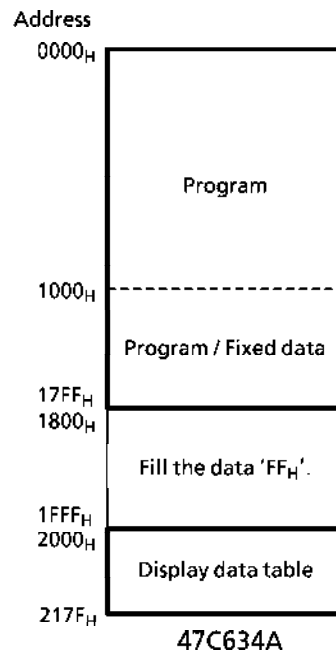 Address
0000H
Program
1000H
Program / Fixed data
17FFH
1800H
Fill the data 'FFH'.
1FFFH
2000H
Display data table
217FH
47C634A